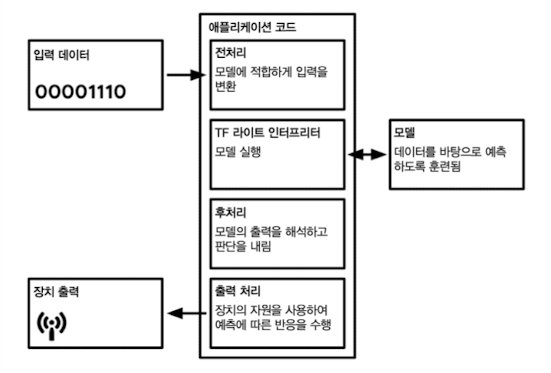 애플리케이션 코드
입력 데이터
00001110
전처리
모델에 적합하게 입력을
변환
TF 라이트 인터프리터
모델 실행
모델
데이터를 바탕으로 예측
하도록 훈련됨
후처리
모델의 출력을 해석하고
판단을 내림
장치 출력
출력 처리
장치의 자원을 사용하여
예측에 따른 반응을 수행